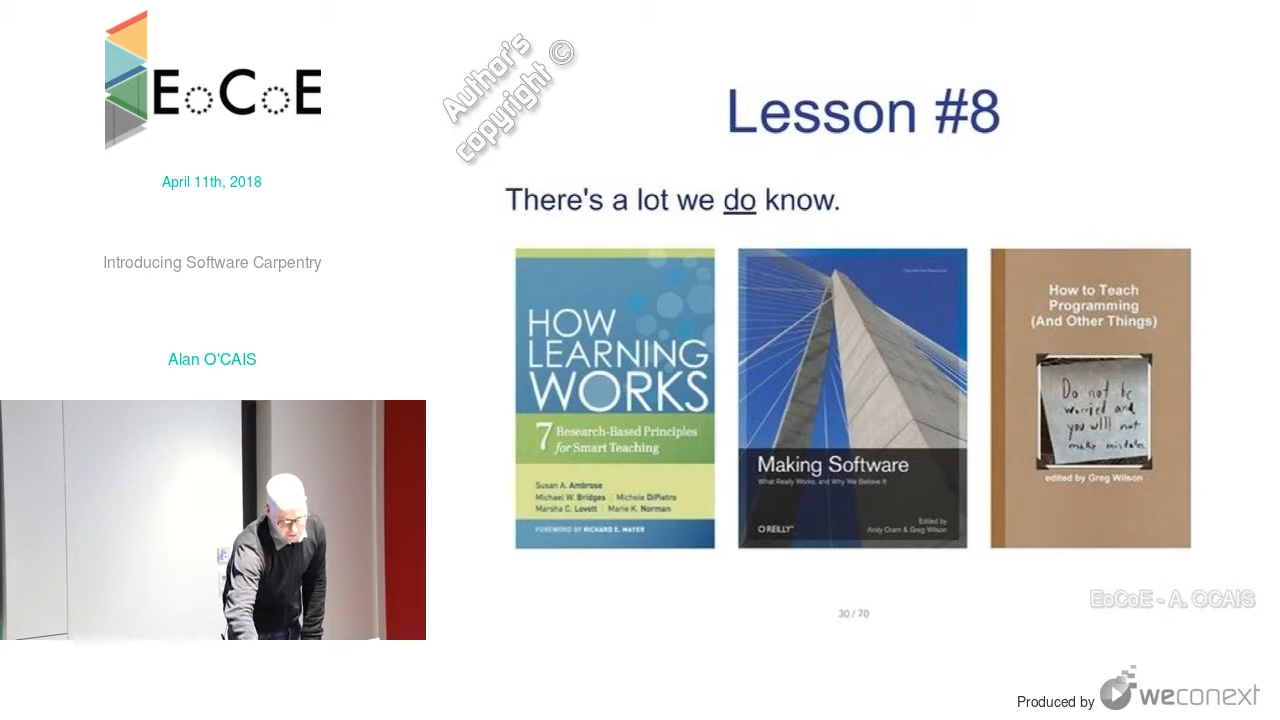 EoCoE
April 11th, 2018
Introducing Software Carpentry
Alan O'CAIS
Author's
copyright ©
Lesson #8
There's a lot we do know.
HOW
LEARNING
WORKS
7 Research-Based Principles
for Smart Teaching
Susan A. Ambrose
Michael W. Bridges | Michele DiPietro
Marsha C. Lovett | Marie K. Norman
FOREWORD BY RICHARD E. MAYER
Making Software
What Really Works, and Why We Believe It
O'REILLY
Edited by
Andy Oram & Greg Wilson
How to Teach
Programming
(And Other Things)
Do not be
worried and
you will not
make mistakes
edited by Greg Wilson
EoCoE - A. OCAIS
30 / 70
Produced by weconext